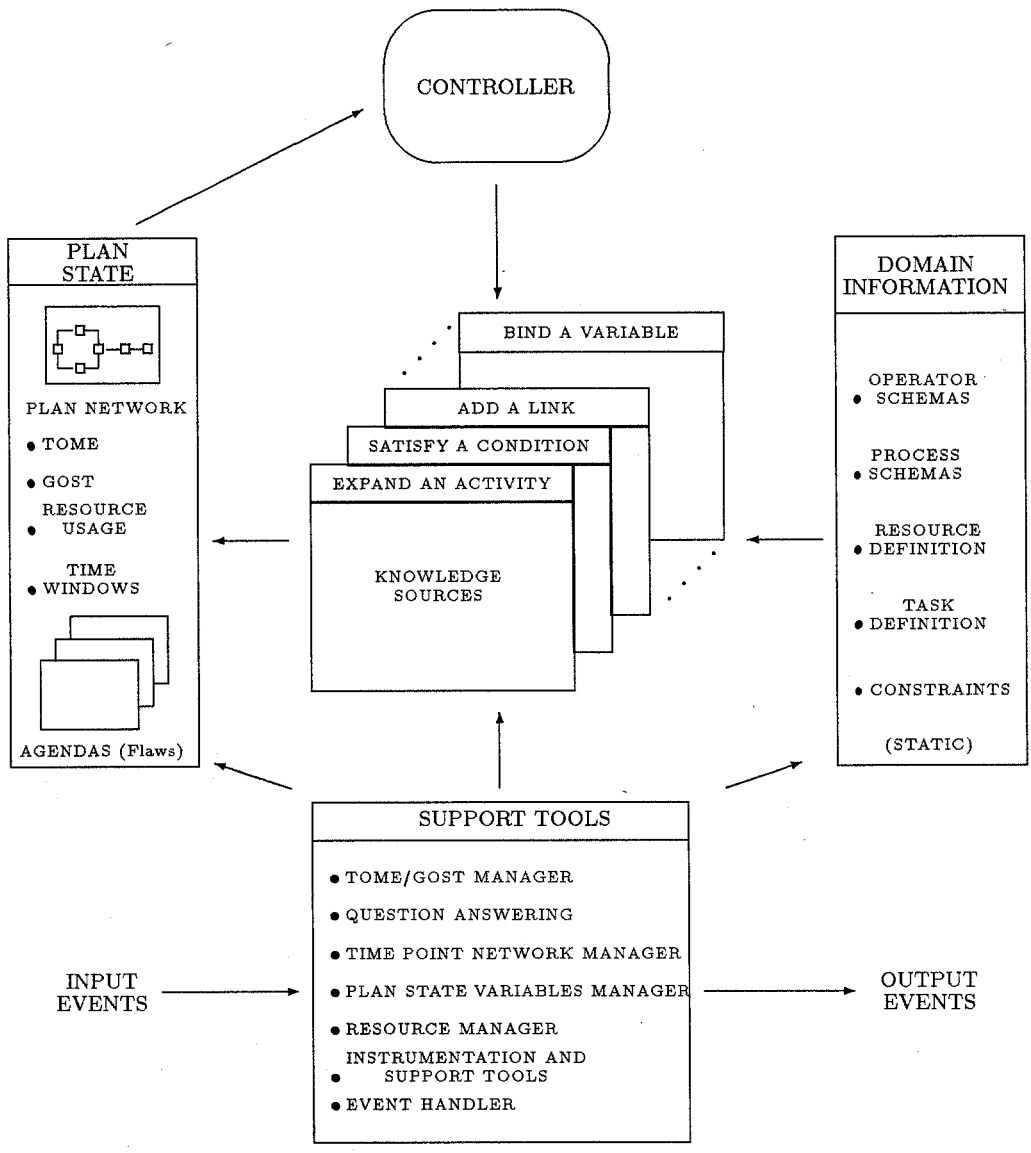 CONTROLLER
PLAN
STATE
PLAN NETWORK
• TOME
• GOST
RESOURCE
• USAGE
TIME
• WINDOWS
AGENDAS (Flaws)
BIND A VARIABLE
ADD A LINK
SATISFY A CONDITION
EXPAND AN ACTIVITY
KNOWLEDGE
SOURCES
DOMAIN
INFORMATION
OPERATOR
• SCHEMAS
PROCESS
• SCHEMAS
RESOURCE
• DEFINITION
TASK
• DEFINITION
• CONSTRAINTS
(STATIC)
SUPPORT TOOLS
• TOME/GOST MANAGER
• QUESTION ANSWERING
• TIME POINT NETWORK MANAGER
• PLAN STATE VARIABLES MANAGER
• RESOURCE MANAGER
INSTRUMENTATION AND
• SUPPORT TOOLS
• EVENT HANDLER
INPUT
EVENTS
OUTPUT
EVENTS